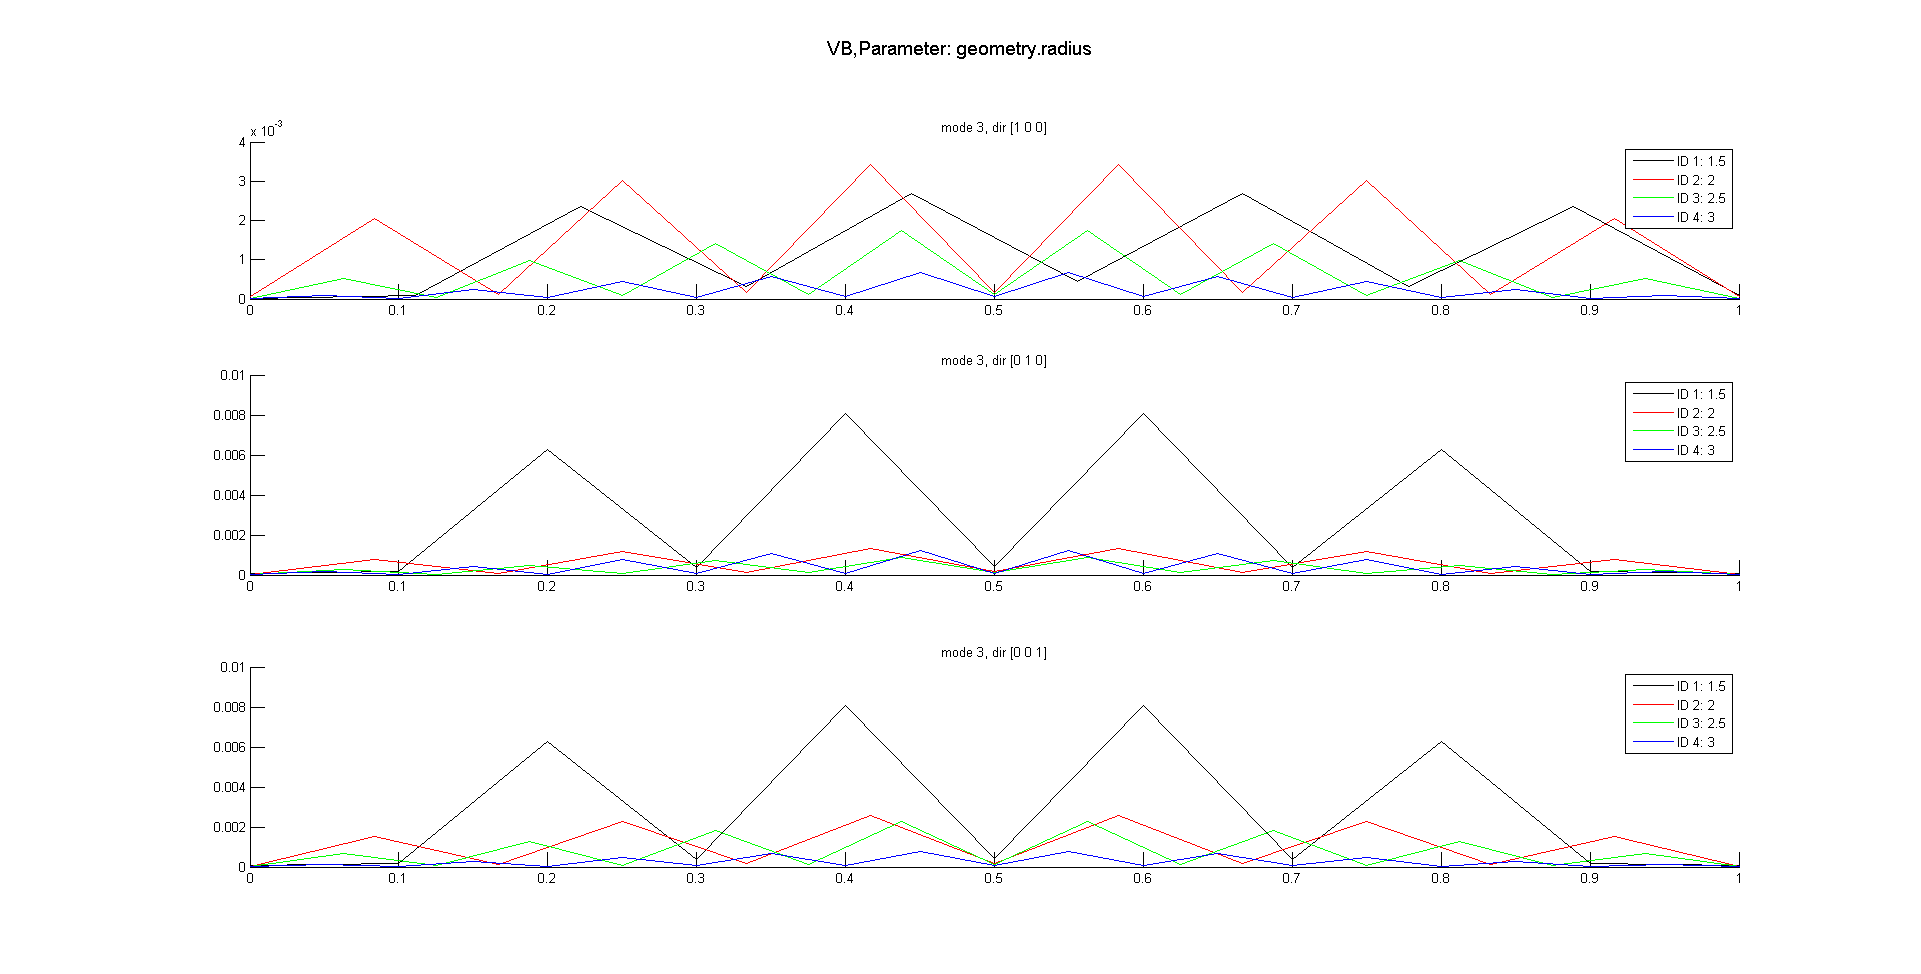 VB,Parameter: geometry.radius
x 10-3
mode 3, dir [1 0 0]
4
3
2
1
0
0 0.1 0.2 0.3 0.4 0.5 0.6 0.7 0.8 0.9 1
ID 1: 1.5
ID 2: 2
ID 3: 2.5
ID 4: 3
mode 3, dir [0 1 0]
0.01
0.008
0.006
0.004
0.002
0
0 0.1 0.2 0.3 0.4 0.5 0.6 0.7 0.8 0.9 1
ID 1: 1.5
ID 2: 2
ID 3: 2.5
ID 4: 3
mode 3, dir [0 0 1]
0.01
0.008
0.006
0.004
0.002
0
0 0.1 0.2 0.3 0.4 0.5 0.6 0.7 0.8 0.9 1
ID 1: 1.5
ID 2: 2
ID 3: 2.5
ID 4: 3